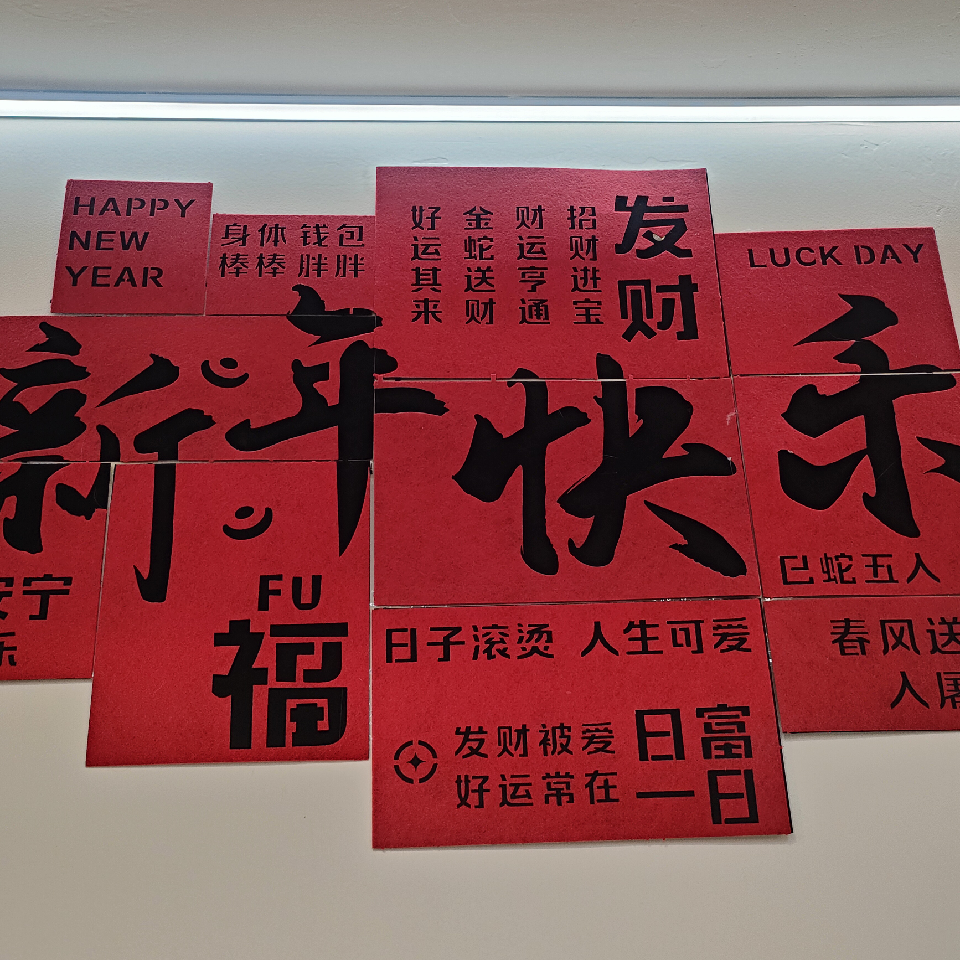 HAPPY
NEW
YEAR
身体 钱包
棒棒 胖胖
发财
招财进宝
财运亨通
金蛇送财
好运其来
LUCK DAY
新年快乐
安宁
乐
FU
福
巳蛇五人
日子滚烫 人生可爱
春风送
人
发财被爱
好运常在
日富
一日